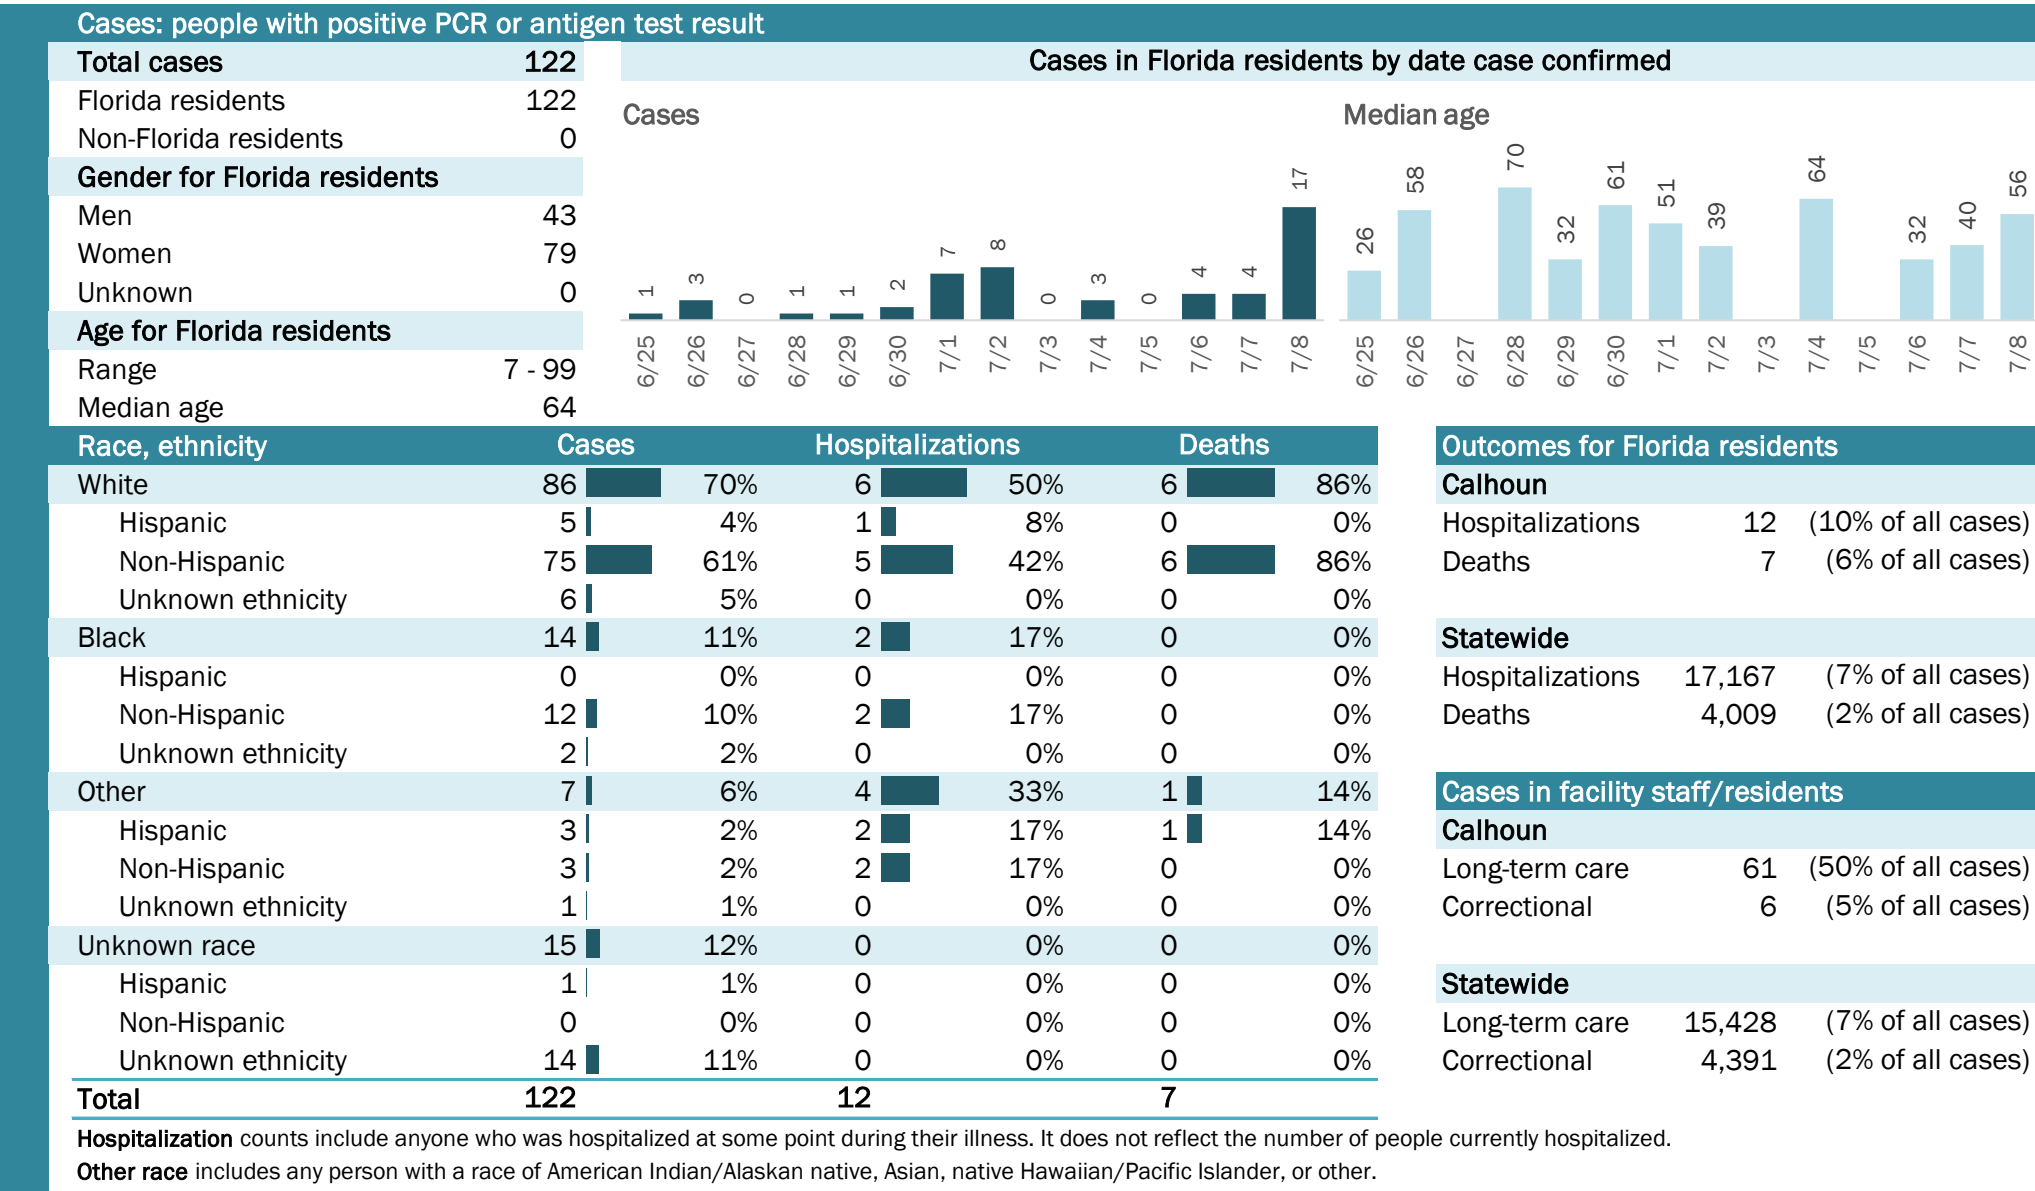 Cases: people with positive PCR or antigen test result
Total cases 122
Florida residents 122
Non-Florida residents 0
Gender for Florida residents
Men 43
Women 79
Unknown 0
Age for Florida residents
Range 7 - 99
Median age 64
Cases in Florida residents by date case confirmed
Cases
1 3 0 1 1 2 7 8 0 3 0 4 4 17
6/25 6/26 6/27 6/28 6/29 6/30 7/1 7/2 7/3 7/4 7/5 7/6 7/7 7/8
Median age
26 58 70 32 61 51 39 64 32 40 56
6/25 6/26 6/27 6/28 6/29 6/30 7/1 7/2 7/3 7/4 7/5 7/6 7/7 7/8
Race, ethnicity Cases Hospitalizations Deaths
White 86 70% 6 50% 6 86%
Hispanic 5 4% 1 8% 0 0%
Non-Hispanic 75 61% 5 42% 6 86%
Unknown ethnicity 6 5% 0 0% 0 0%
Black 14 11% 2 17% 0 0%
Hispanic 0 0% 0 0% 0 0%
Non-Hispanic 12 10% 2 17% 0 0%
Unknown ethnicity 2 2% 0 0% 0 0%
Other 7 6% 4 33% 1 14%
Hispanic 3 2% 2 17% 1 14%
Non-Hispanic 3 2% 2 17% 0 0%
Unknown ethnicity 1 1% 0 0% 0 0%
Unknown race 15 12% 0 0% 0 0%
Hispanic 1 1% 0 0% 0 0%
Non-Hispanic 0 0% 0 0% 0 0%
Unknown ethnicity 14 11% 0 0% 0 0%
Total 122 12 7
Outcomes for Florida residents
Calhoun
Hospitalizations 12 (10% of all cases)
Deaths 7 (6% of all cases)
Statewide
Hospitalizations 17,167 (7% of all cases)
Deaths 4,009 (2% of all cases)
Cases in facility staff/residents
Calhoun
Long-term care 61 (50% of all cases)
Correctional 6 (5% of all cases)
Statewide
Long-term care 15,428 (7% of all cases)
Correctional 4,391 (2% of all cases)
Hospitalization counts include anyone who was hospitalized at some point during their illness. It does not reflect the number of people currently hospitalized.
Other race includes any person with a race of American Indian/Alaskan native, Asian, native Hawaiian/Pacific Islander, or other.